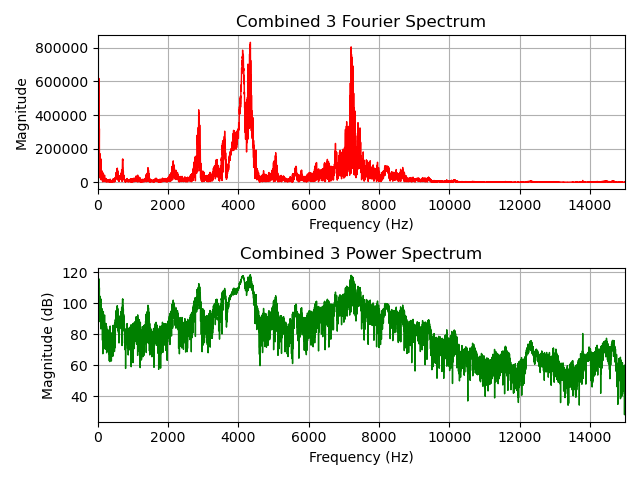 Combined 3 Fourier Spectrum
800000
600000
400000
200000
0
Magnitude
0 2000 4000 6000 8000 10000 12000 14000
Frequency (Hz)
Combined 3 Power Spectrum
120
100
80
60
40
Magnitude (dB)
0 2000 4000 6000 8000 10000 12000 14000
Frequency (Hz)